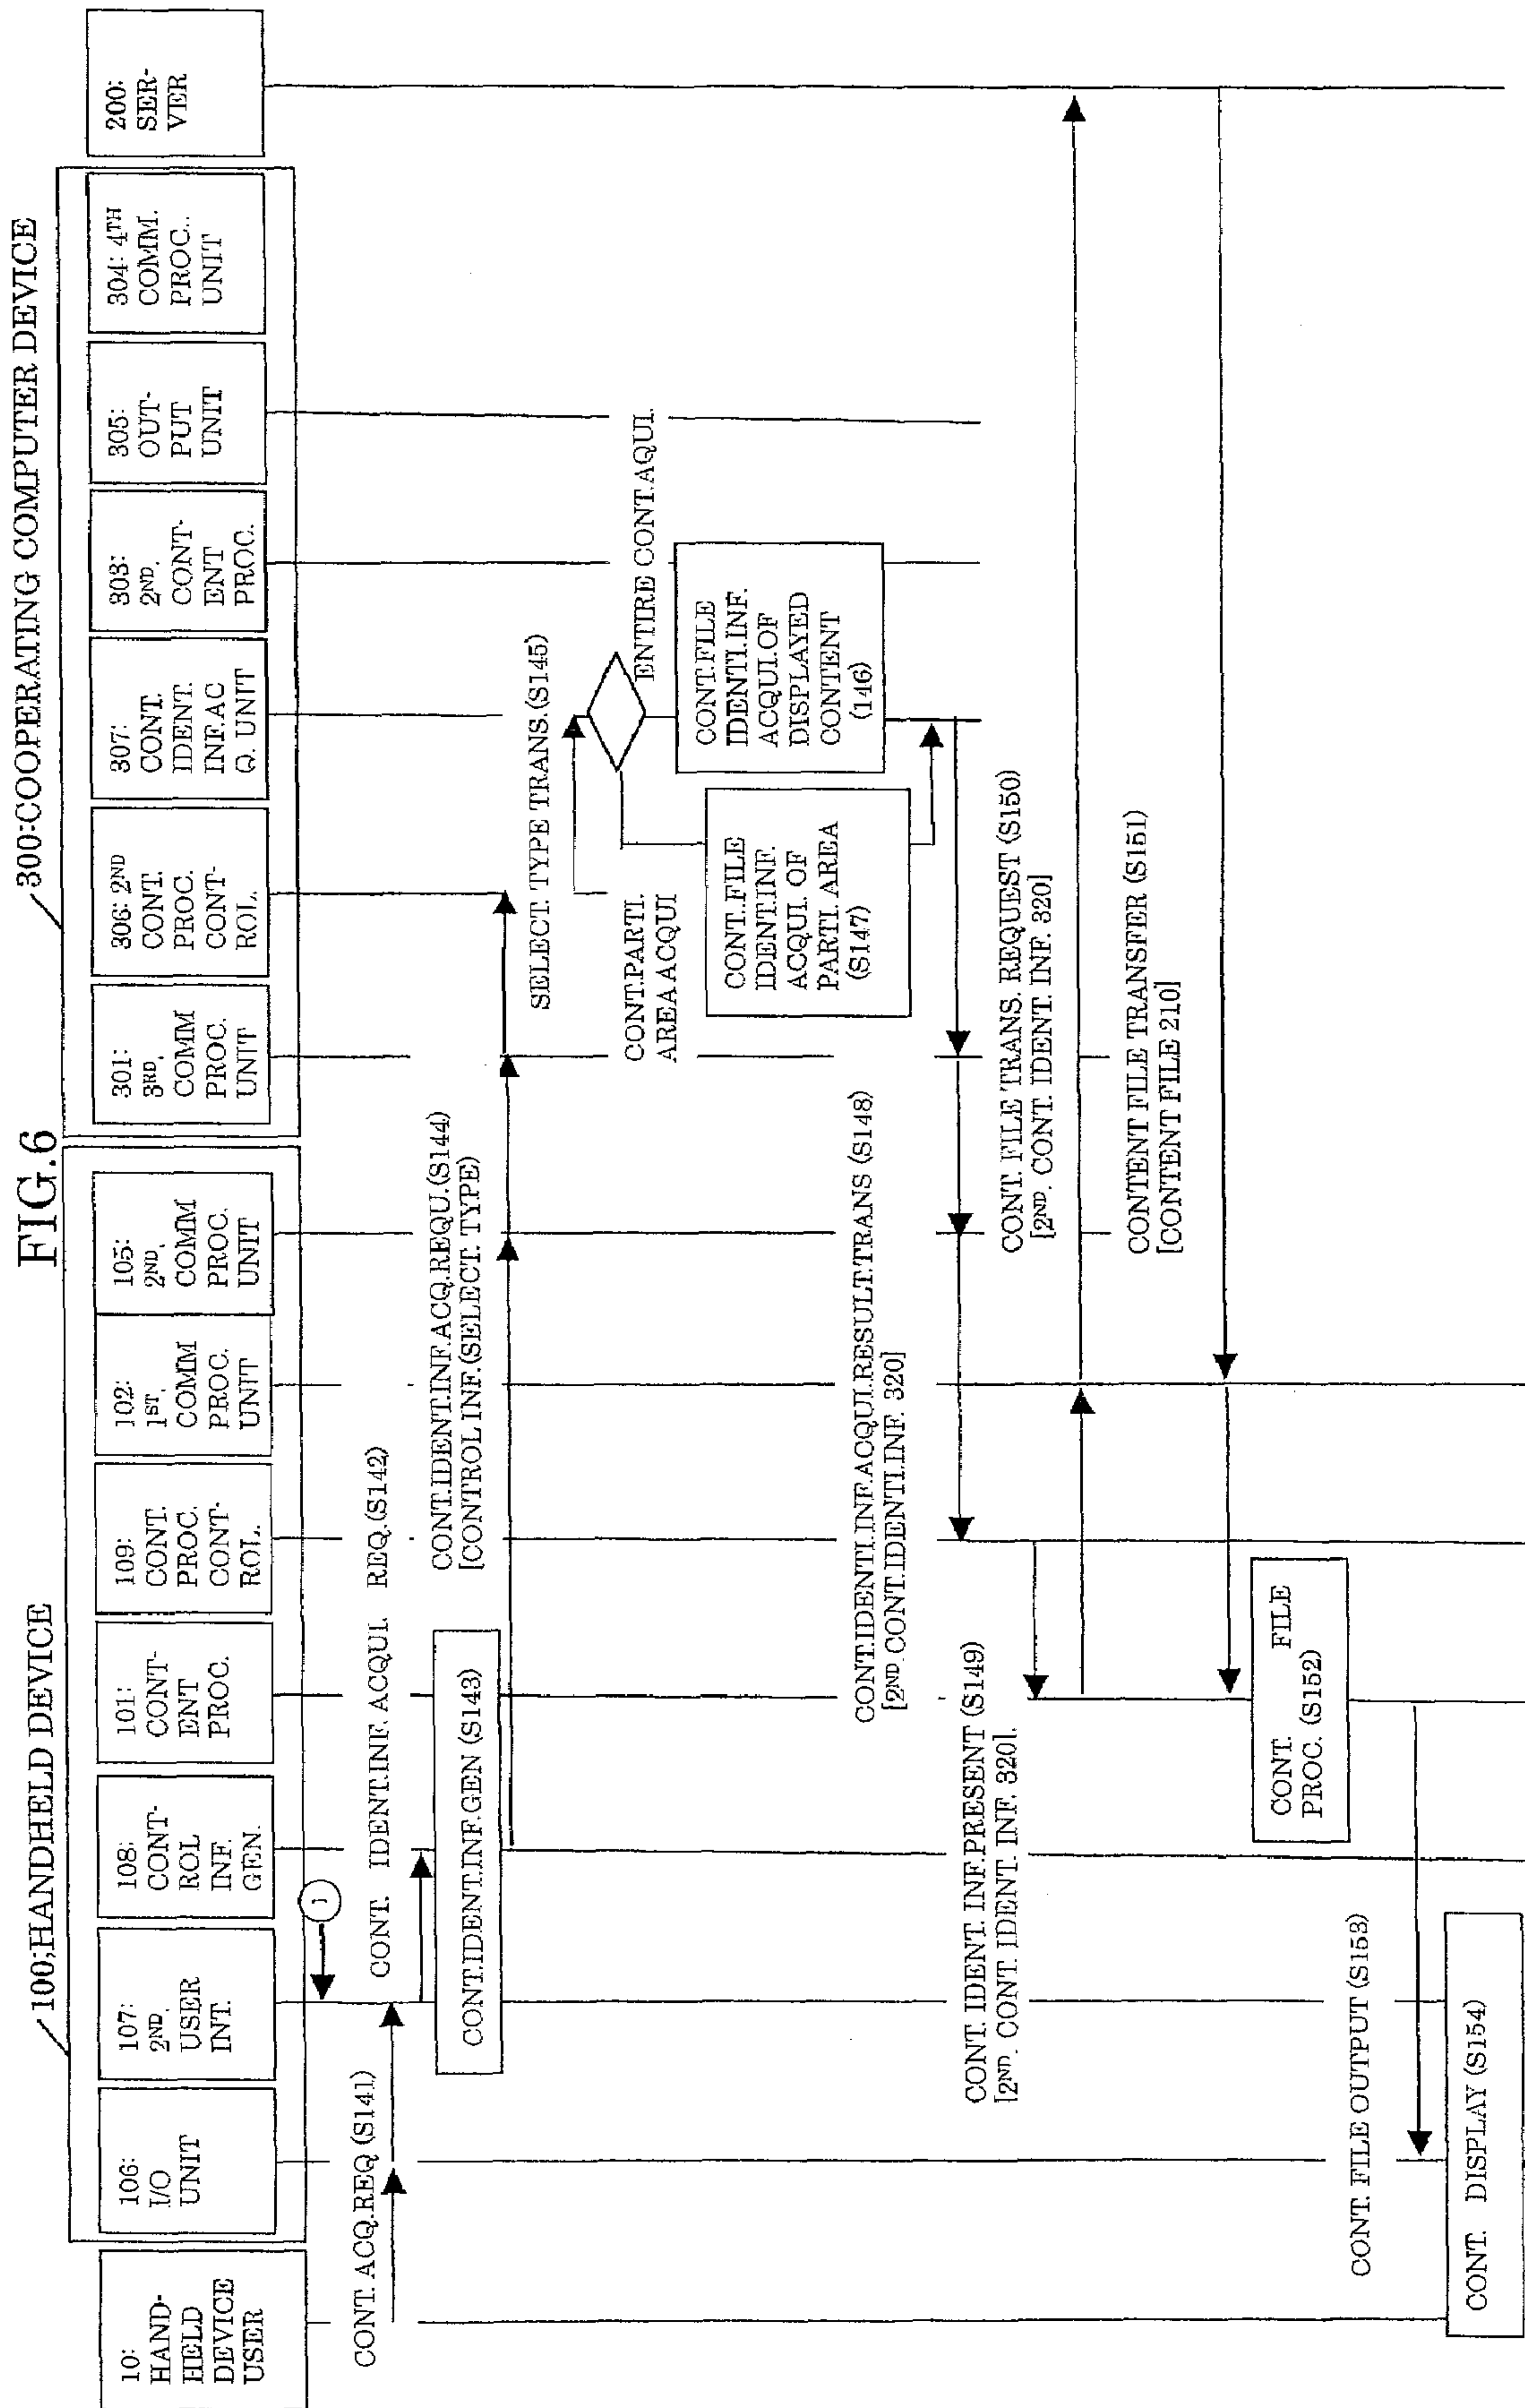 FIG.6
100;HANDHELD DEVICE
300:COOPERATING COMPUTER DEVICE
10:
HAND-
HELD
DEVICE
USER
106:
I/O
UNIT
107:
2ND.
USER
INT.
108:
CONT-
ROL
INF.
GEN.
101:
CONT-
ENT
PROC.
109:
CONT.
PROC.
CONT-
ROL.
102:
1ST.
COMM
PROC.
UNIT
105:
2ND.
COMM
PROC.
UNIT
301:
3RD.
COMM
PROC.
UNIT
306: 2ND
CONT.
PROC.
CONT-
ROL.
307:
CONT.
IDENT.
INF.AC
Q. UNIT
303:
2ND.
CONT-
ENT
PROC.
305:
OUT-
PUT
UNIT
304: 4TH
COMM.
PROC..
UNIT
200:
SER-
VER
1
CONT. ACQ.REQ (S141)
CONT. IDENT.INF. ACQUI. REQ.(S142)
CONT.IDENT.INF.GEN (S143)
CONT.IDENT.INF.ACQ.REQU.(S144)
[CONTROL INF.(SELECT. TYPE)
SELECT. TYPE TRANS.(S145)
ENTIRE CONT.AQUI.
CONT.PARTI.
AREA ACQUI
CONT.FILE
IDENTI.INF.
ACQUI.OF
DISPLAYED
CONTENT
(146)
CONT.FILE
IDENT.INF.
ACQUI. OF
PARTI. AREA
(S147)
CONT.IDENTI.INF.ACQUI.RESULT.TRANS (S148)
[2ND. CONT.IDENTI.INF. 320]
CONT. IDENT. INF.PRESENT (S149)
[2ND. CONT. IDENT. INF. 320].
CONT. FILE TRANS. REQUEST (S150)
[2ND. CONT. IDENT. INF. 320]
CONTENT FILE TRANSFER (S151)
[CONTENT FILE 210]
CONT. FILE
PROC. (S152)
CONT. FILE OUTPUT (S153)
CONT. DISPLAY (S154)